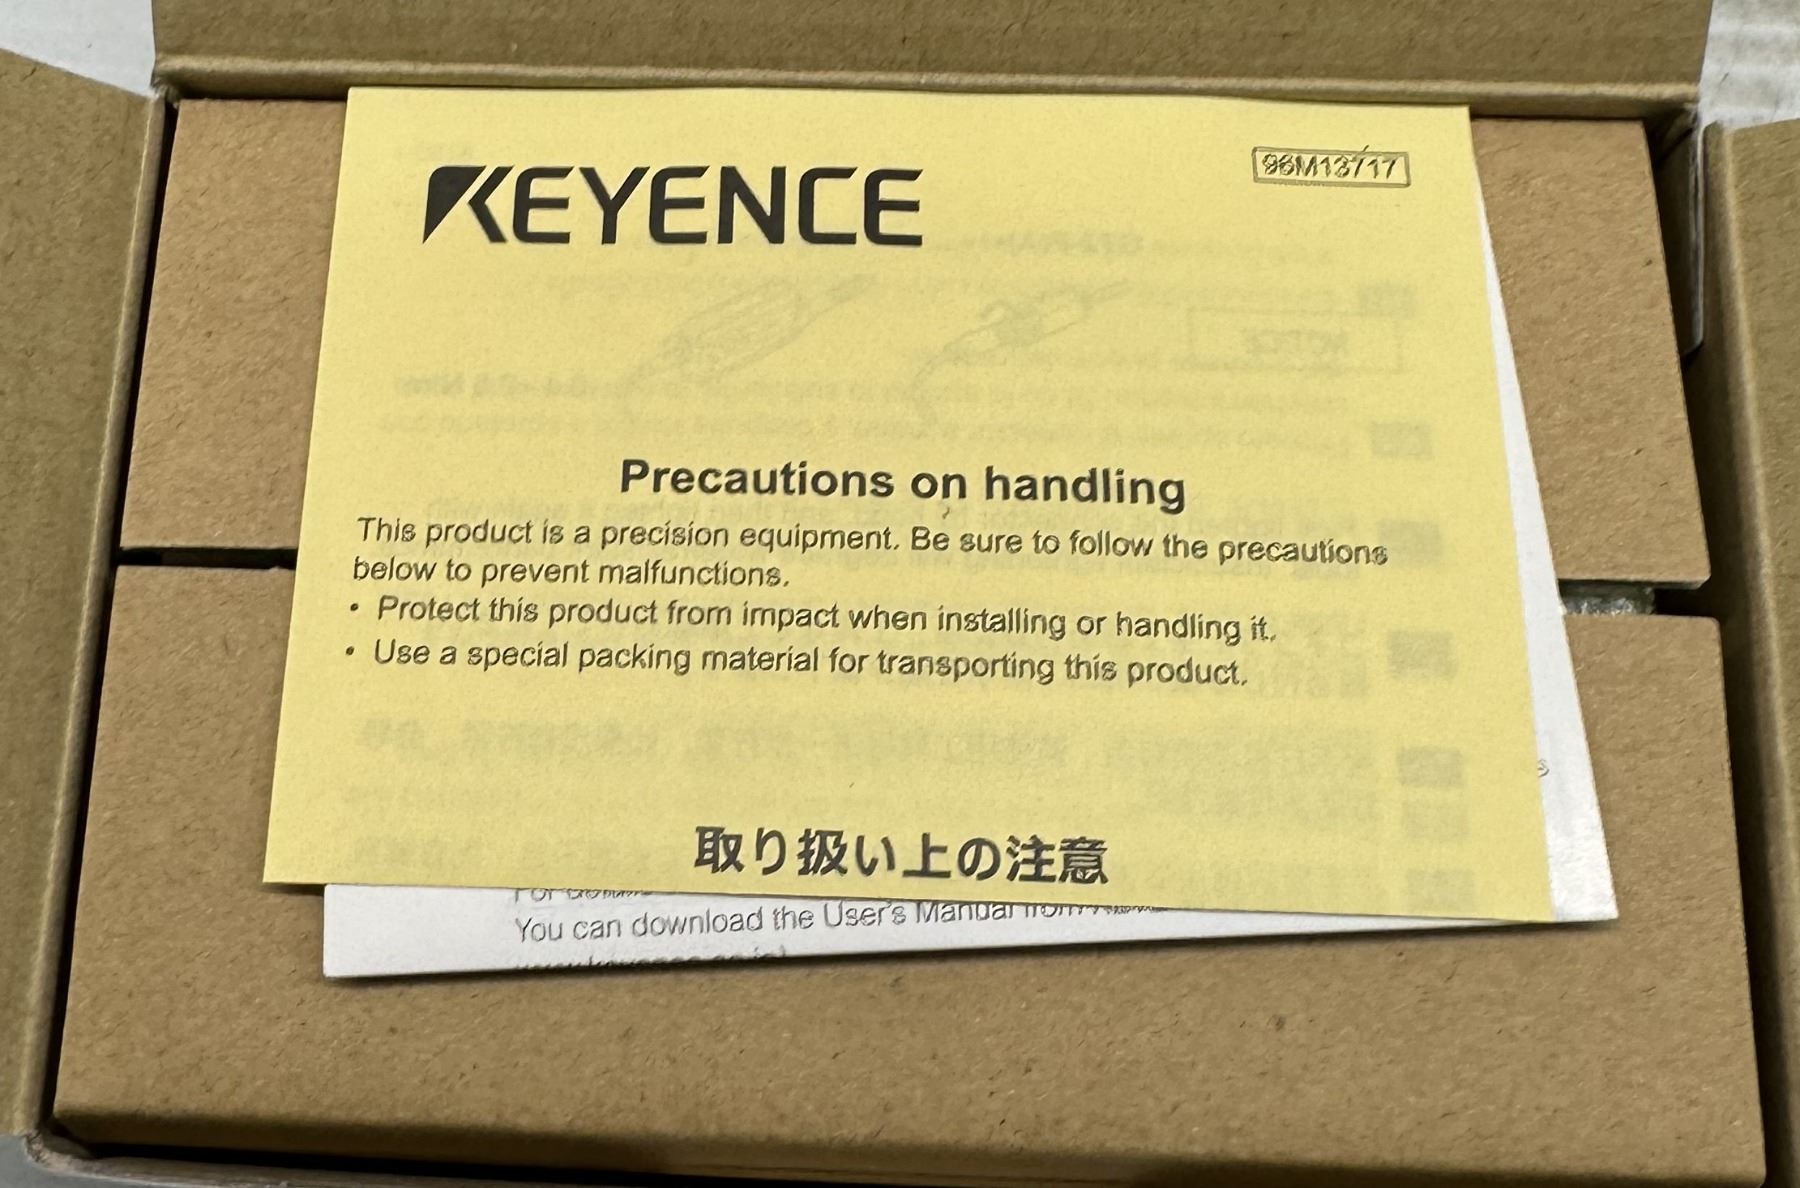 KEYENCE
96M13717
Precautions on handling
This product is a precision equipment. Be sure to follow the precautions
below to prevent malfunctions.
• Protect this product from impact when installing or handling it.
• Use a special packing material for transporting this product.
取り扱い上の注意
You can download the User's Manual from